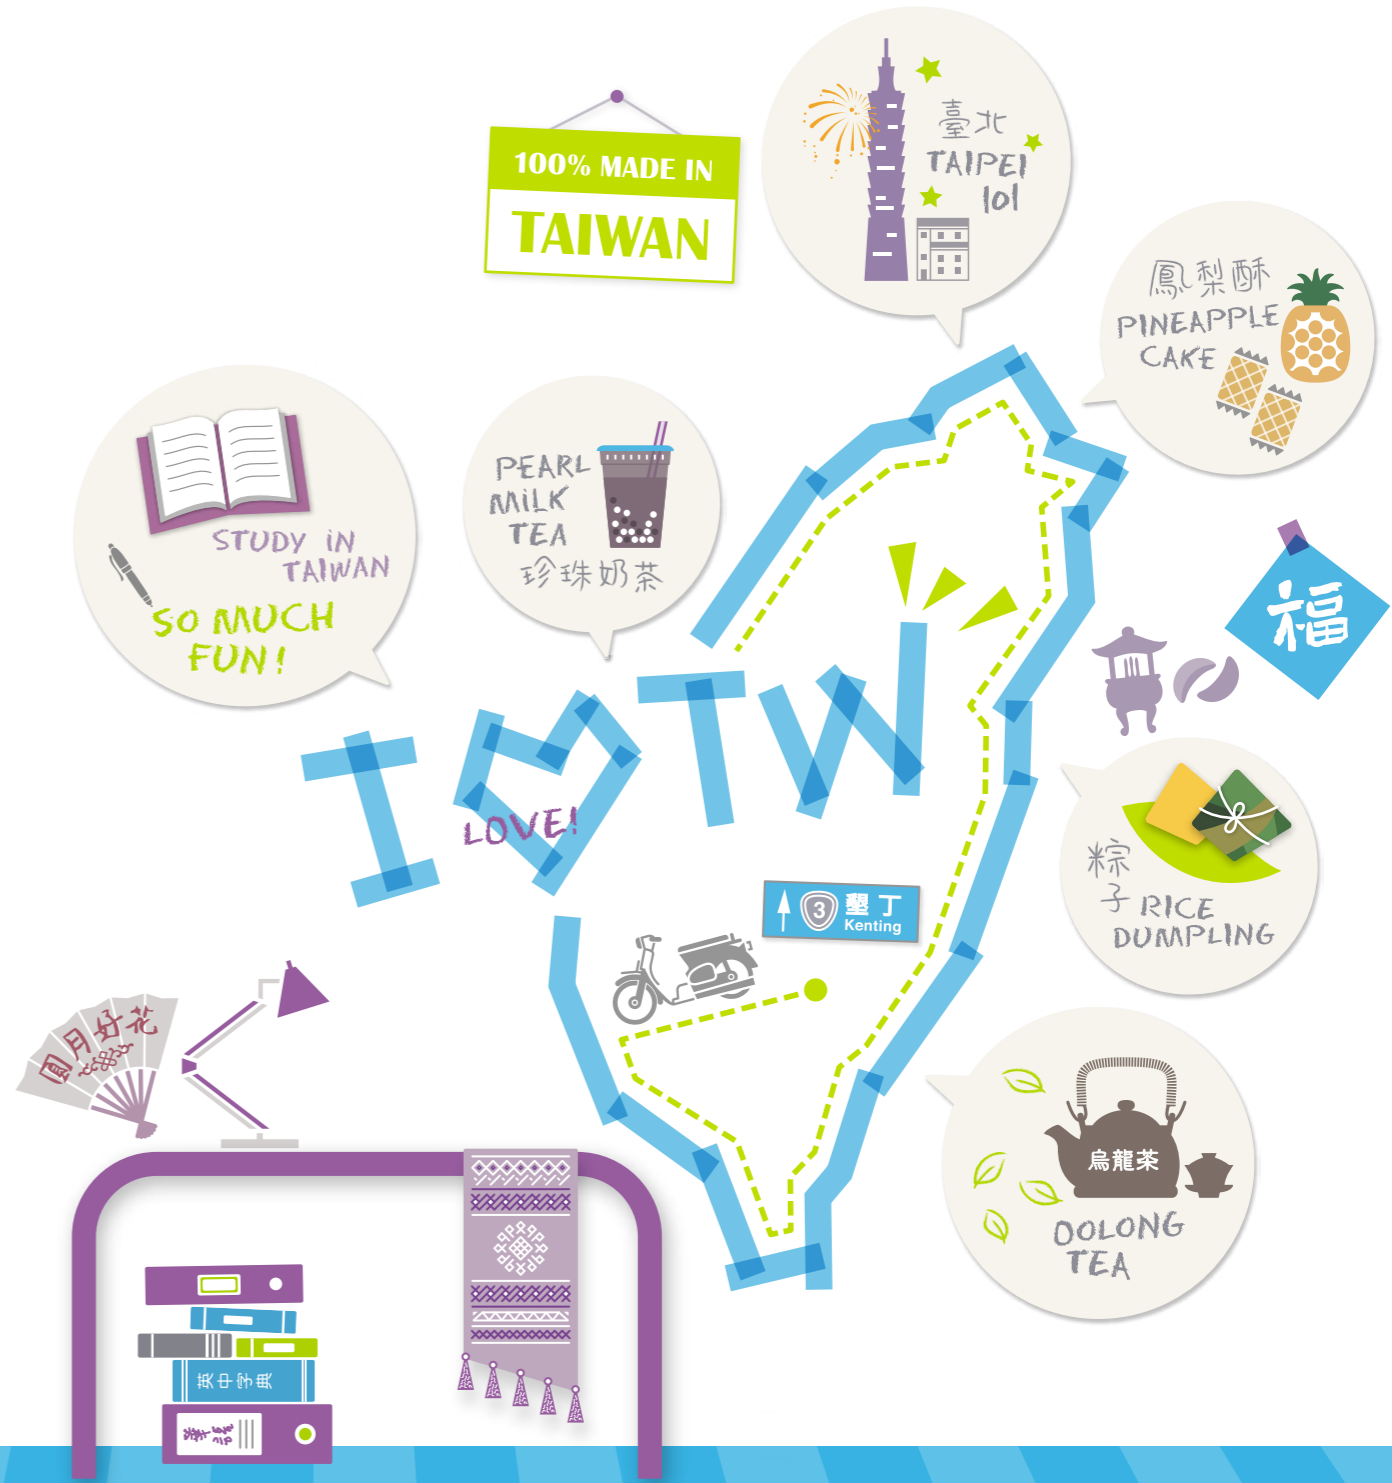 100% MADE IN
TAIWAN
臺北
TAIPEI
101
鳳梨酥
PINEAPPLE
CAKE
STUDY IN
TAIWAN
SO MUCH
FUN!
PEARL
MILK
TEA
珍珠奶茶
福
I TW
LOVE!
粽
子
RICE
DUMPLING
3 墾丁
Kenting
花好月圓
烏龍茶
OOLONG
TEA
英中字典